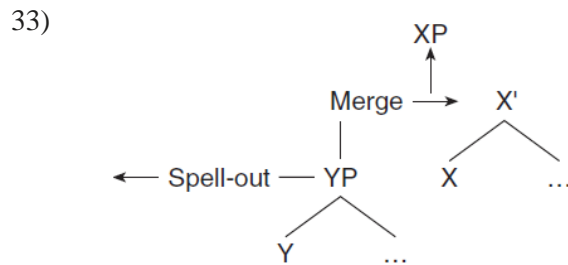 33)
XP
Merge X'
Spell-out YP X ...
Y ...